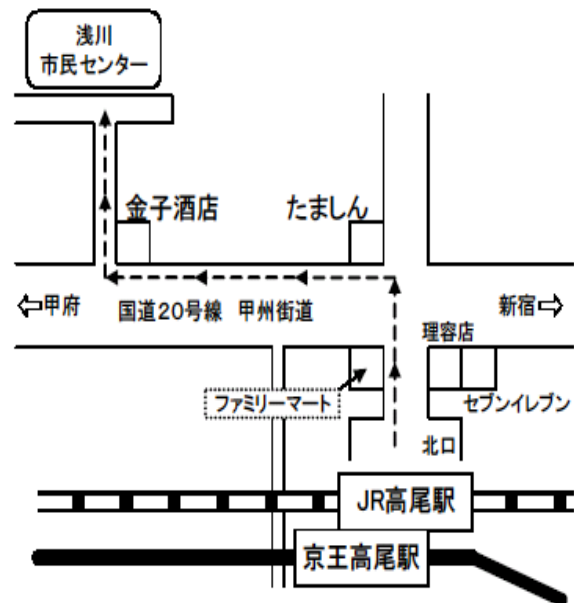 浅川
市民センター
金子酒店
たましん
⇦甲府
国道20号線 甲州街道
新宿⇨
理容店
ファミリーマート
セブンイレブン
北口
JR高尾駅
京王高尾駅